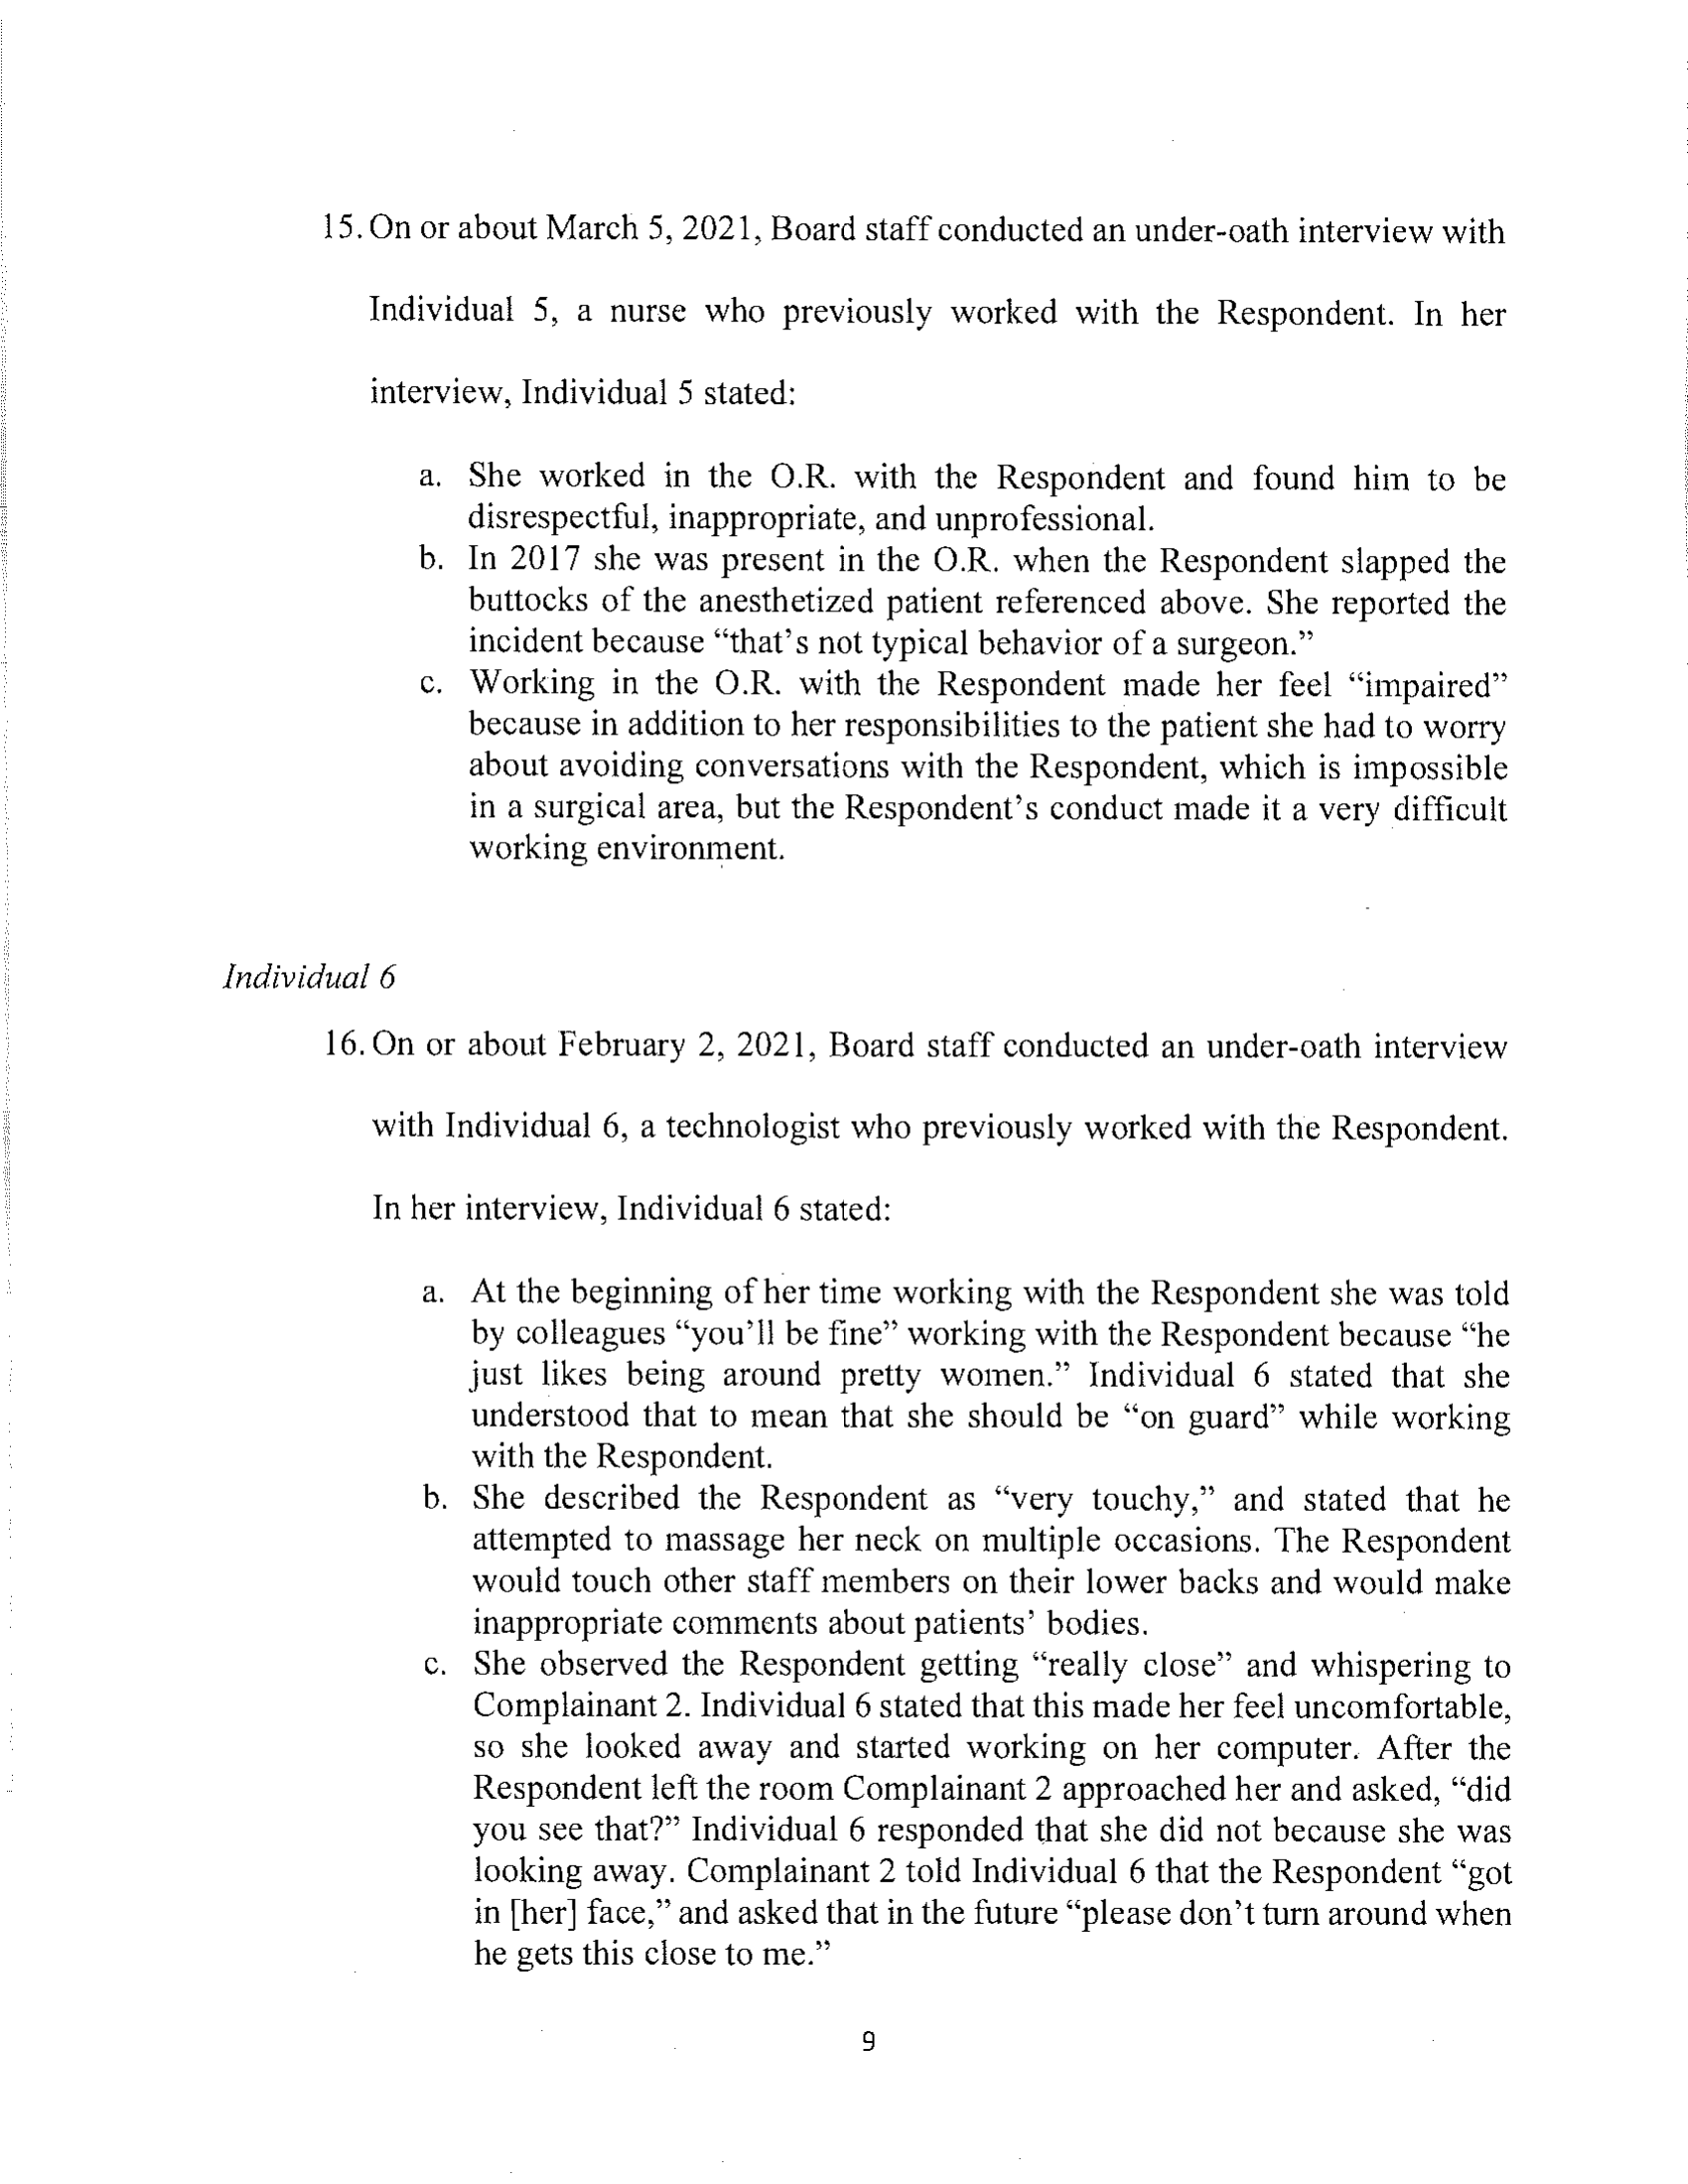 15. On or about March 5, 2021, Board staff conducted an under-oath interview with
Individual 5, a nurse who previously worked with the Respondent. In her
interview, Individual 5 stated:
a. She worked in the O.R. with the Respondent and found him to be
disrespectful, inappropriate, and unprofessional.
b. In 2017 she was present in the O.R. when the Respondent slapped the
buttocks of the anesthetized patient referenced above. She reported the
incident because “that’s not typical behavior of a surgeon.”
c. Working in the O.R. with the Respondent made her feel “impaired”
because in addition to her responsibilities to the patient she had to worry
about avoiding conversations with the Respondent, which is impossible
in a surgical area, but the Respondent’s conduct made it a very difficult
working environment.
Individual 6
16. On or about February 2, 2021, Board staff conducted an under-oath interview
with Individual 6, a technologist who previously worked with the Respondent.
In her interview, Individual 6 stated:
a. At the beginning of her time working with the Respondent she was told
by colleagues “you’ll be fine” working with the Respondent because “he
just likes being around pretty women.” Individual 6 stated that she
understood that to mean that she should be “on guard” while working
with the Respondent.
b. She described the Respondent as “very touchy,” and stated that he
attempted to massage her neck on multiple occasions. The Respondent
would touch other staff members on their lower backs and would make
inappropriate comments about patients’ bodies.
c. She observed the Respondent getting “really close” and whispering to
Complainant 2. Individual 6 stated that this made her feel uncomfortable,
so she looked away and started working on her computer. After the
Respondent left the room Complainant 2 approached her and asked, “did
you see that?” Individual 6 responded that she did not because she was
looking away. Complainant 2 told Individual 6 that the Respondent “got
in [her] face,” and asked that in the future “please don’t turn around when
he gets this close to me.”
9